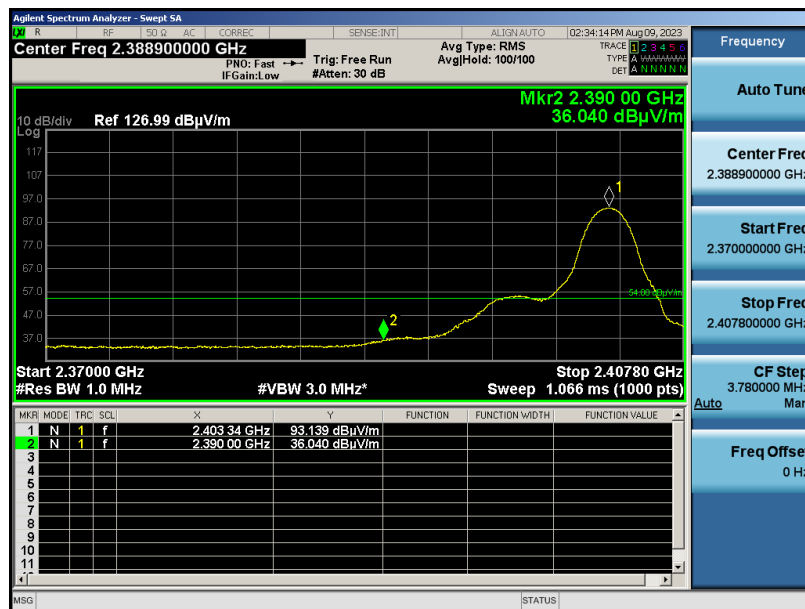 Agilent Spectrum Analyzer - Swept SA
LXI R RF 50 Ω AC CORREC SENSE:INT ALIGN AUTO 02:34:14 PM Aug 09, 2023
Center Freq 2.388900000 GHz
PNO: Fast
IFGain:Low
Trig: Free Run
#Atten: 30 dB
Avg Type: RMS
Avg|Hold: 100/100
TRACE 1 2 3 4 5 6
TYPE A WWWWW
DET A N N N N N
Mkr2 2.390 00 GHz
36.040 dBµV/m
10 dB/div
Log
Ref 126.99 dBµV/m
117
107
97.0
87.0
77.0
67.0
57.0
47.0
37.0
1
2
54.00 dBµV/m
Start 2.37000 GHz Stop 2.40780 GHz
#Res BW 1.0 MHz #VBW 3.0 MHz* Sweep 1.066 ms (1000 pts)
MKR MODE TRC SCL X Y FUNCTION FUNCTION WIDTH FUNCTION VALUE
1 N 1 f 2.403 34 GHz 93.139 dBµV/m
2 N 1 f 2.390 00 GHz 36.040 dBµV/m
3
4
5
6
7
8
9
10
11
MSG STATUS
Frequency
Auto Tune
Center Freq
2.388900000 GHz
Start Freq
2.370000000 GHz
Stop Freq
2.407800000 GHz
CF Step
3.780000 MHz
Auto Man
Freq Offset
0 Hz